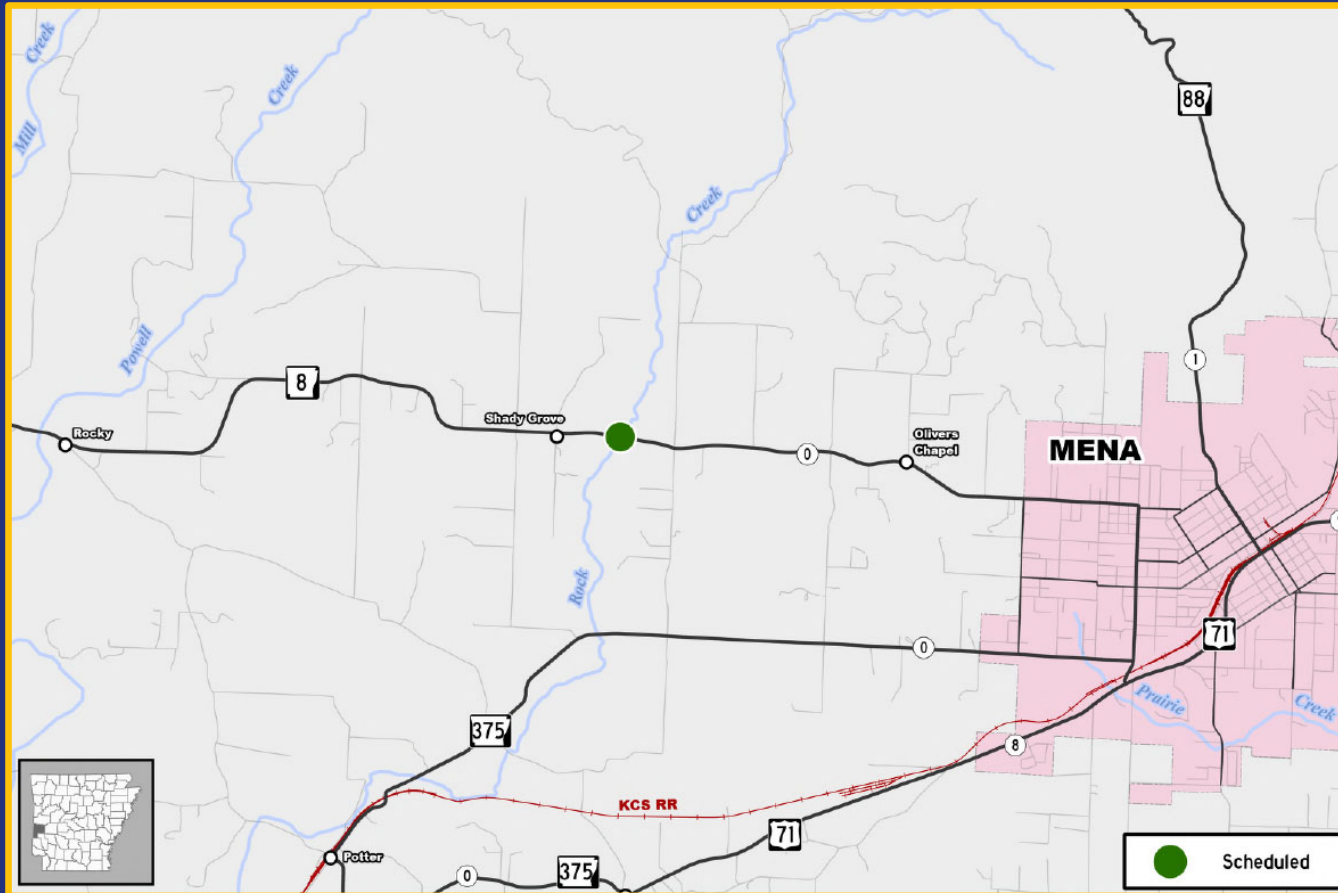 Creek
Mill
Creek
Powell
Creek
88
1
8
Rocky
Shady Grove
0
Olivers
Chapel
MENA
Rock
0
71
Prairie
Creek
375
8
KCS RR
71
Potter
0
375
Scheduled